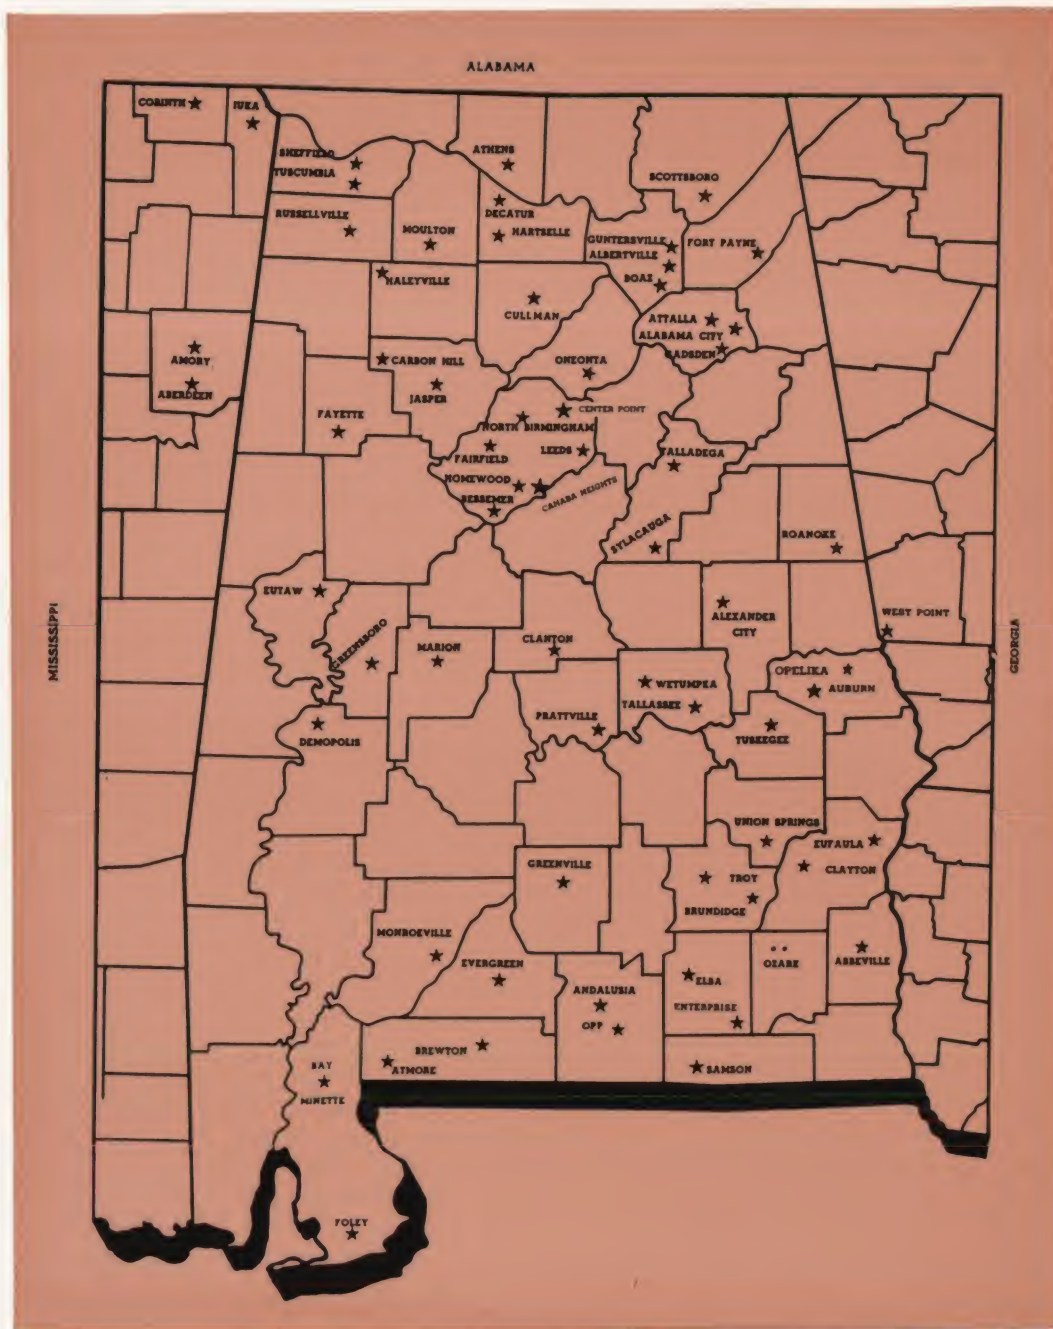 ALABAMA
CORINTH
IUKA
SHEFFIELD
TUSCUMBIA
ATHENS
SCOTTSBORO
DECATUR
RUSSELLVILLE
MOULTON
HARTSELLE
GUNTERSVILLE
FORT PAYNE
ALBERTVILLE
BOAZ
HALEYVILLE
CULLMAN
ATTALLA
ALABAMA CITY
GADSDEN
AMORY
CARBON HILL
ONEONTA
ABERDEEN
JASPER
FAYETTE
CENTER POINT
NORTH BIRMINGHAM
FAIRFIELD
LEEDS
TALLADEGA
HOMEWOOD
CAHABA HEIGHTS
BESSEMER
SYLACAUGA
ROANOKE
EUTAW
ALEXANDER
CITY
WEST POINT
MISSISSIPPI
GREENSBORO
MARION
CLANTON
GEORGIA
OPELIKA
WETUMPKA
AUBURN
TALLASSEE
PRATTVILLE
DEMOPOLIS
TUSKEGEE
UNION SPRINGS
EUFAULA
GREENVILLE
TROY
CLAYTON
BRUNDIDGE
MONROEVILLE
EVERGREEN
OZARK
ABBEVILLE
ELBA
ANDALUSIA
ENTERPRISE
OPP
BREWTON
BAY
MINETTE
ATMORE
SAMSON
FOLEY